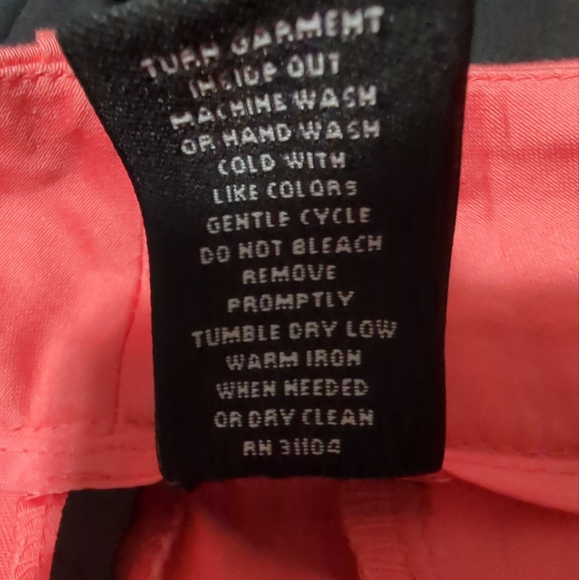 TURN GARMENT
INSIDE OUT
MACHINE WASH
OR HAND WASH
COLD WITH
LIKE COLORS
GENTLE CYCLE
DO NOT BLEACH
REMOVE
PROMPTLY
TUMBLE DRY LOW
WARM IRON
WHEN NEEDED
OR DRY CLEAN
RN 31104